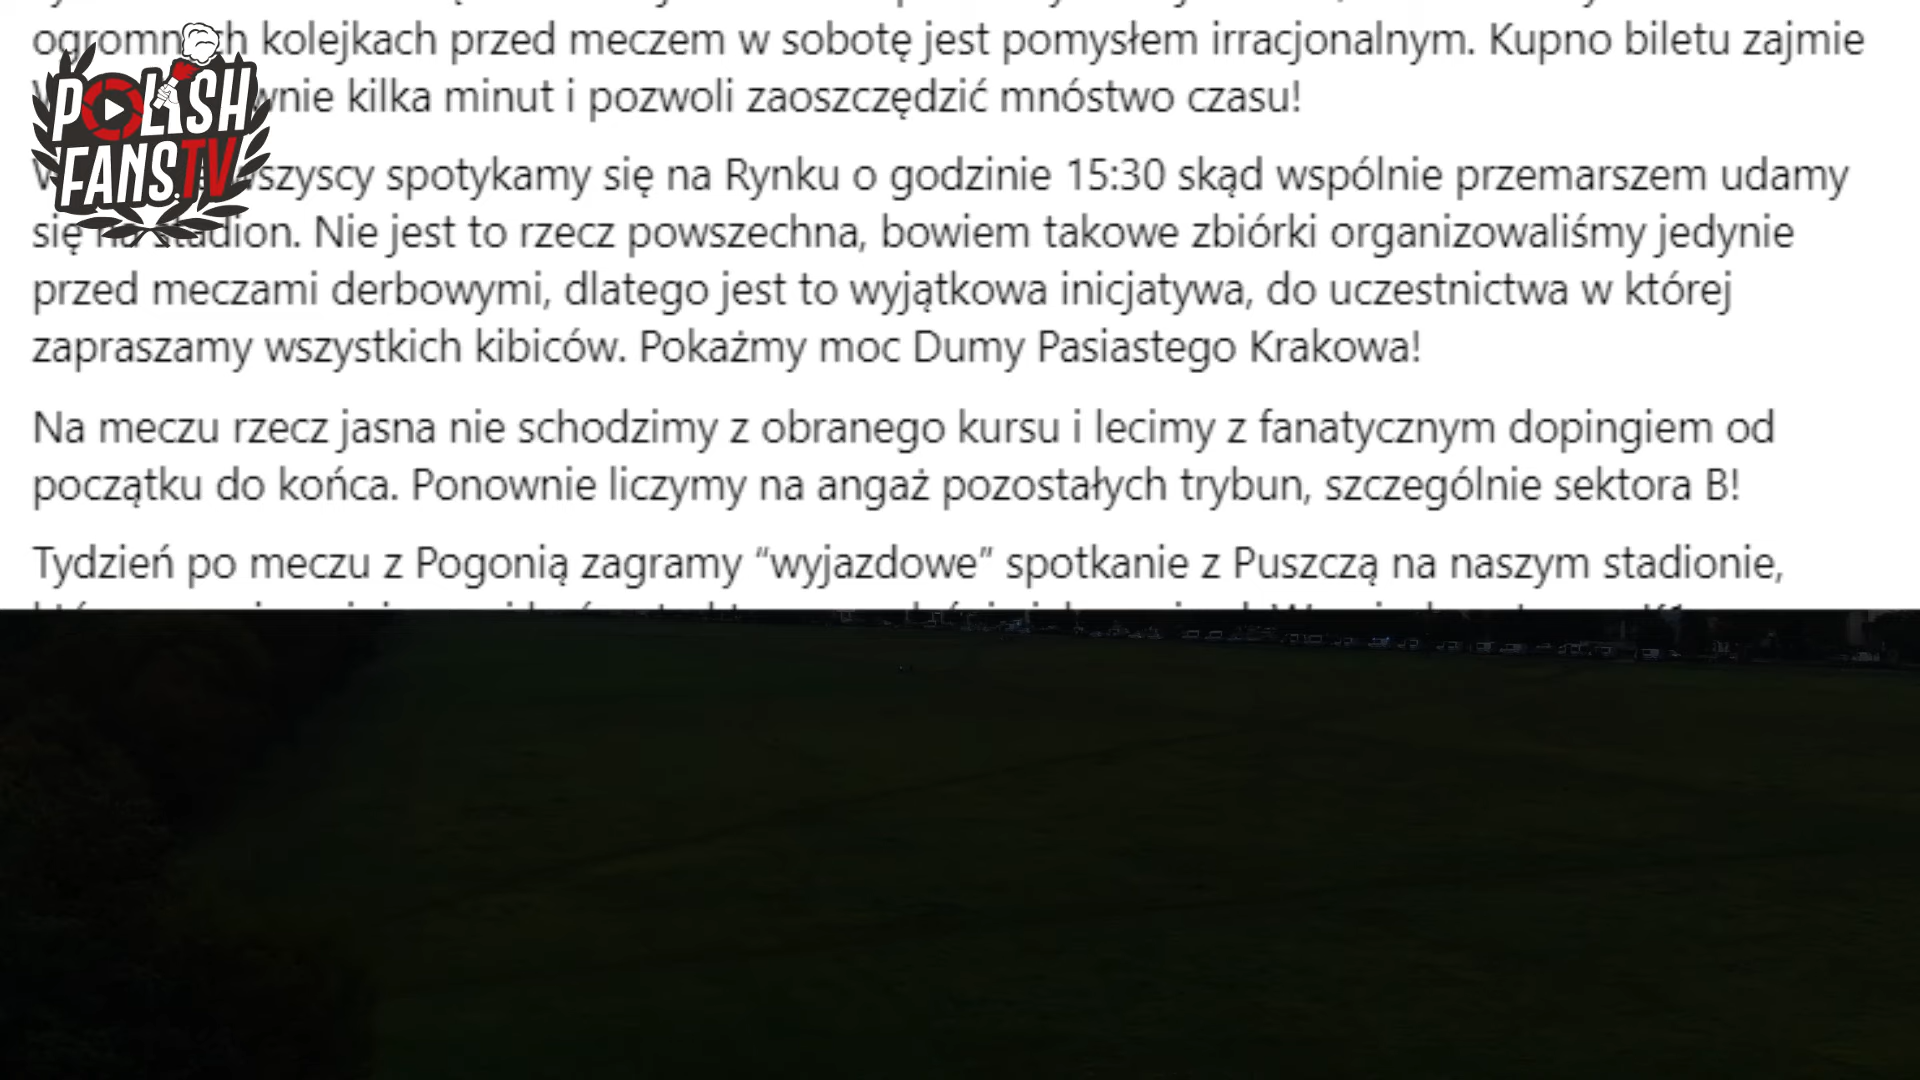 kolejkach przed meczem w sobotę jest pomysłem irracjonalnym. Kupno biletu zajmie
kilka minut i pozwoli zaoszczędzić mnóstwo czasu!
POLISH
FANS.TV
spotykamy się na Rynku o godzinie 15:30 skąd wspólnie przemarszem udamy
się na stadion. Nie jest to rzecz powszechna, bowiem takowe zbiórki organizowaliśmy jedynie
przed meczami derbowymi, dlatego jest to wyjątkowa inicjatywa, do uczestnictwa w której
zapraszamy wszystkich kibiców. Pokażmy moc Dumy Pasiastego Krakowa!
Na meczu rzecz jasna nie schodzimy z obranego kursu i lecimy z fanatycznym dopingiem od
początku do końca. Ponownie liczymy na angaż pozostałych trybun, szczególnie sektora B!
Tydzień po meczu z Pogonią zagramy “wyjazdowe” spotkanie z Puszczą na naszym stadionie,